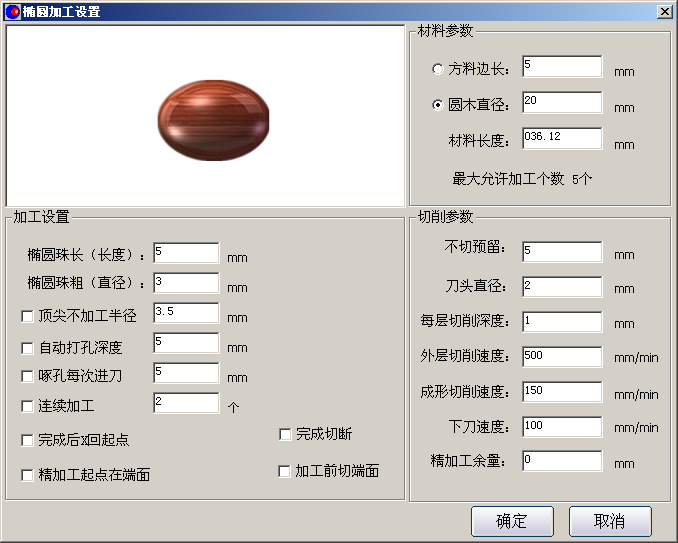 椭圆加工设置
材料参数
方料边长： 5 mm
圆木直径： 20 mm
材料长度： 036.12 mm
最大允许加工个数 5个
加工设置
椭圆珠长（长度）： 5 mm
椭圆珠粗（直径）： 3 mm
顶尖不加工半径 3.5 mm
自动打孔深度 5 mm
啄孔每次进刀 5 mm
连续加工 2 个
完成后x回起点
完成切断
精加工起点在端面
加工前切端面
切削参数
不切预留： 5 mm
刀头直径： 2 mm
每层切削深度： 1 mm
外层切削速度： 500 mm/min
成形切削速度： 150 mm/min
下刀速度： 100 mm/min
精加工余量： 0 mm
确定
取消